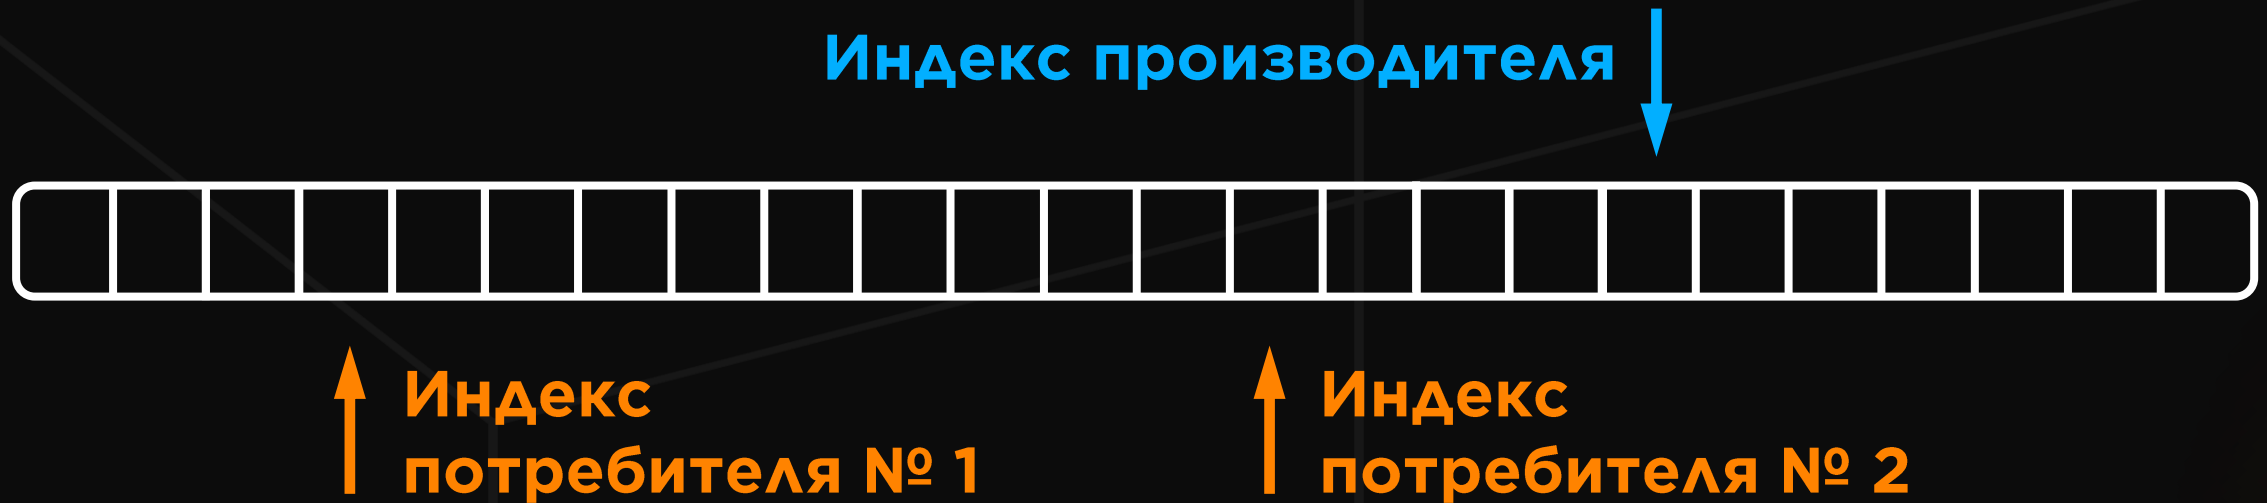 Индекс производителя
Индекс
потребителя № 1
Индекс
потребителя № 2